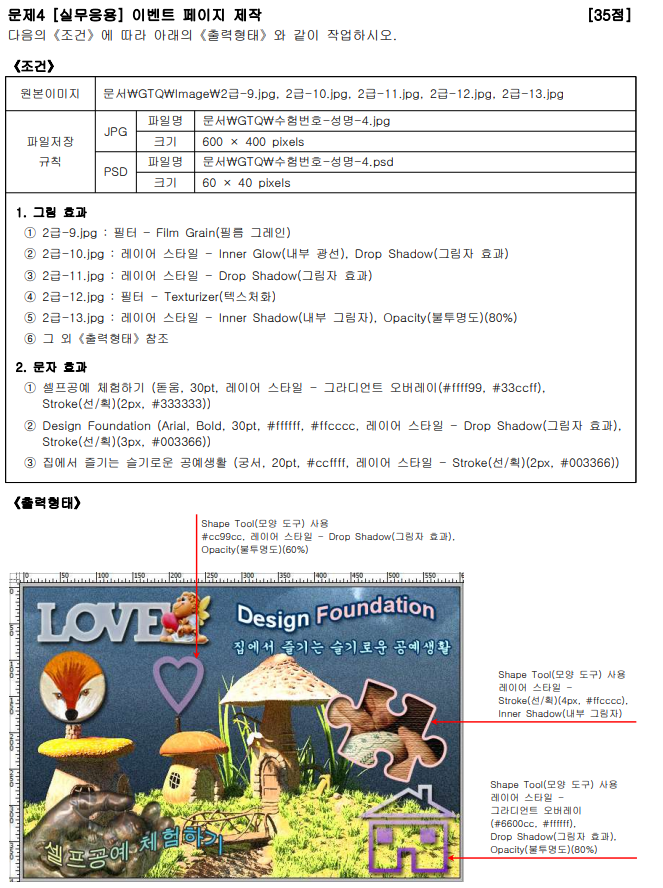 문제4 [실무응용] 이벤트 페이지 제작 [35점]
다음의《조건》에 따라 아래의《출력형태》와 같이 작업하시오.
《조건》
원본이미지 문서₩GTQ₩Image₩2급-9.jpg, 2급-10.jpg, 2급-11.jpg, 2급-12.jpg, 2급-13.jpg
파일저장 규칙 JPG 파일명 문서₩GTQ₩수험번호-성명-4.jpg
크기 600 × 400 pixels
PSD 파일명 문서₩GTQ₩수험번호-성명-4.psd
크기 60 × 40 pixels
1. 그림 효과
① 2급-9.jpg : 필터 - Film Grain(필름 그레인)
② 2급-10.jpg : 레이어 스타일 - Inner Glow(내부 광선), Drop Shadow(그림자 효과)
③ 2급-11.jpg : 레이어 스타일 - Drop Shadow(그림자 효과)
④ 2급-12.jpg : 필터 - Texturizer(텍스처화)
⑤ 2급-13.jpg : 레이어 스타일 - Inner Shadow(내부 그림자), Opacity(불투명도)(80%)
⑥ 그 외《출력형태》참조
2. 문자 효과
① 셀프공예 체험하기 (돋움, 30pt, 레이어 스타일 - 그라디언트 오버레이(#ffff99, #33ccff),
Stroke(선/획)(2px, #333333))
② Design Foundation (Arial, Bold, 30pt, #ffffff, #ffcccc, 레이어 스타일 - Drop Shadow(그림자 효과),
Stroke(선/획)(3px, #003366))
③ 집에서 즐기는 슬기로운 공예생활 (궁서, 20pt, #ccffff, 레이어 스타일 - Stroke(선/획)(2px, #003366))
《출력형태》
Shape Tool(모양 도구) 사용
#cc99cc, 레이어 스타일 - Drop Shadow(그림자 효과),
Opacity(불투명도)(60%)
0 50 100 150 200 250 300 350 400 450 500 550
LOVE
Design Foundation
집에서 즐기는 슬기로운 공예생활
Shape Tool(모양 도구) 사용
레이어 스타일 -
Stroke(선/획)(4px, #ffcccc),
Inner Shadow(내부 그림자)
Shape Tool(모양 도구) 사용
레이어 스타일 -
그라디언트 오버레이
(#6600cc, #ffffff),
Drop Shadow(그림자 효과),
Opacity(불투명도)(80%)
셀프공예 체험하기